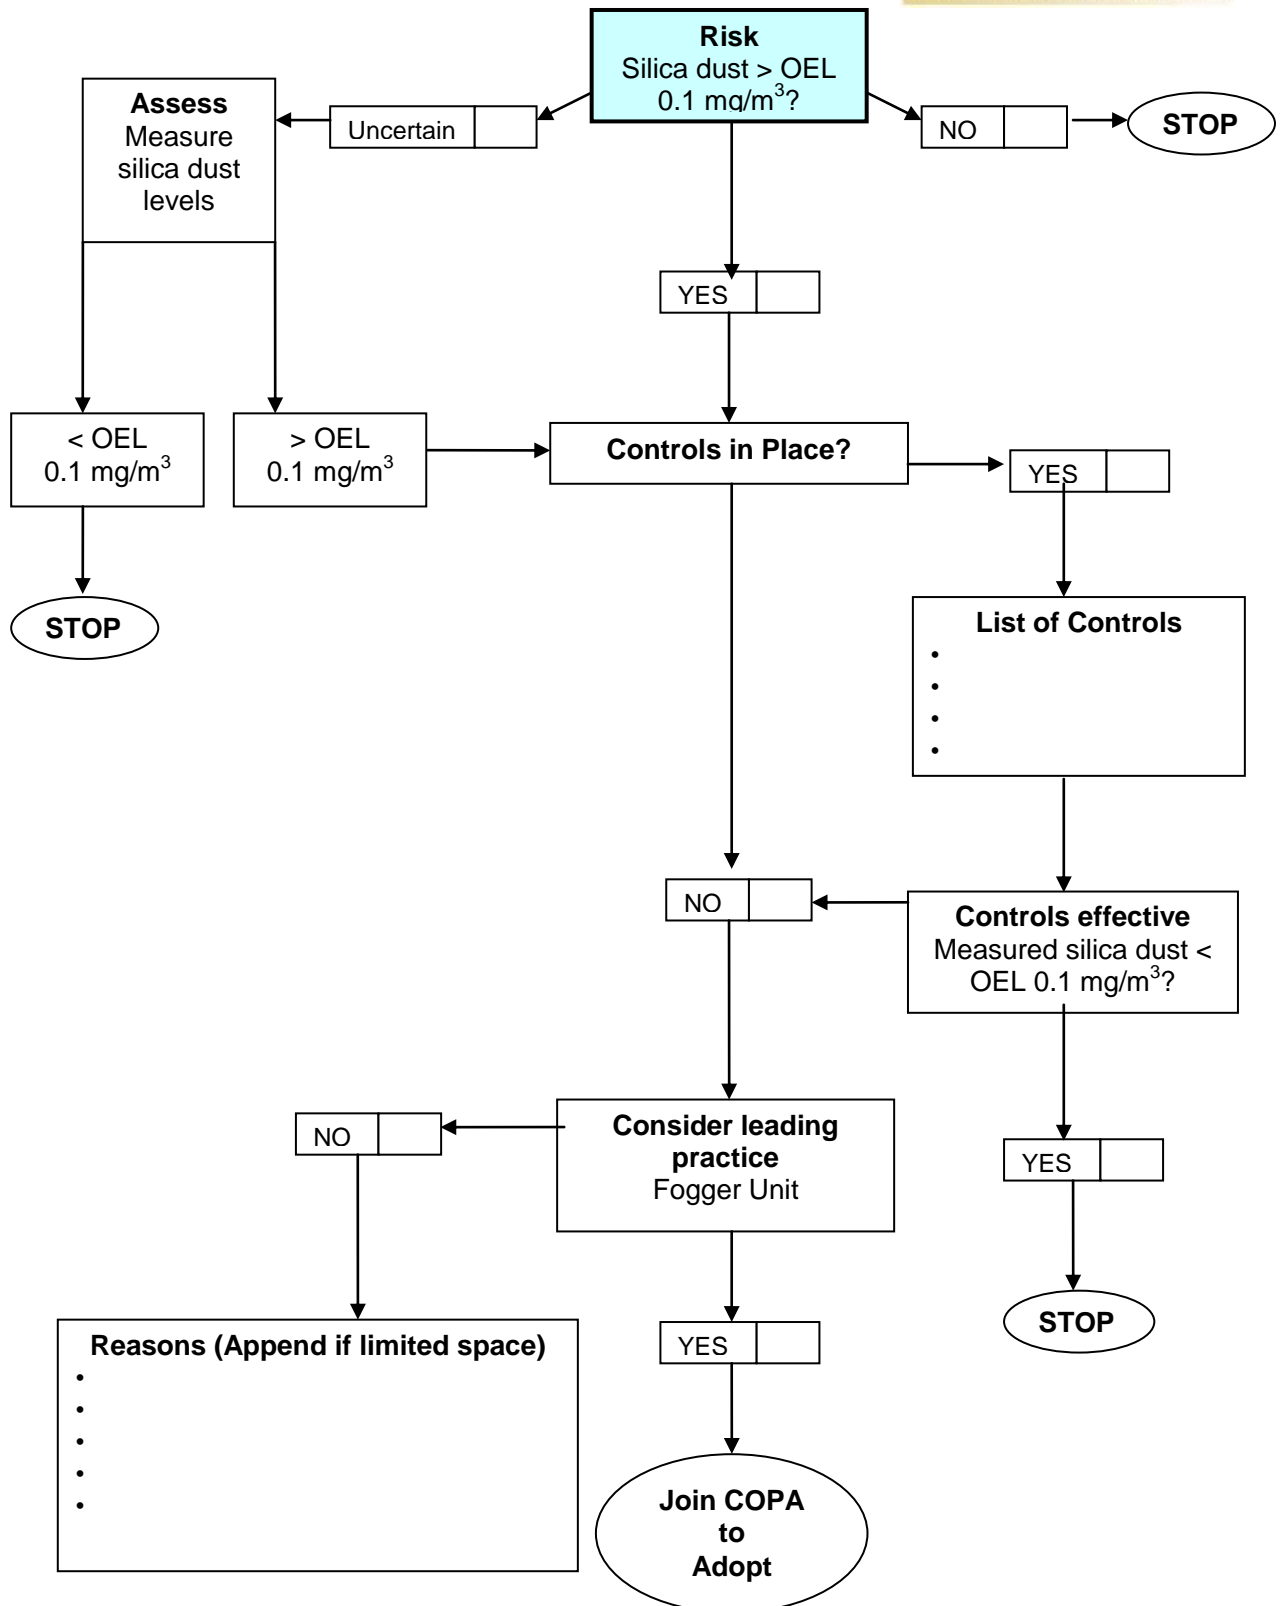 Risk
Silica dust > OEL
0.1 mg/m³?
Assess
Measure
silica dust
levels
Uncertain
NO
STOP
YES
< OEL
0.1 mg/m³
> OEL
0.1 mg/m³
Controls in Place?
YES
STOP
List of Controls
•
•
•
•
NO
Controls effective
Measured silica dust <
OEL 0.1 mg/m³?
NO
Consider leading
practice
Fogger Unit
YES
STOP
Reasons (Append if limited space)
•
•
•
•
•
YES
Join COPA
to
Adopt